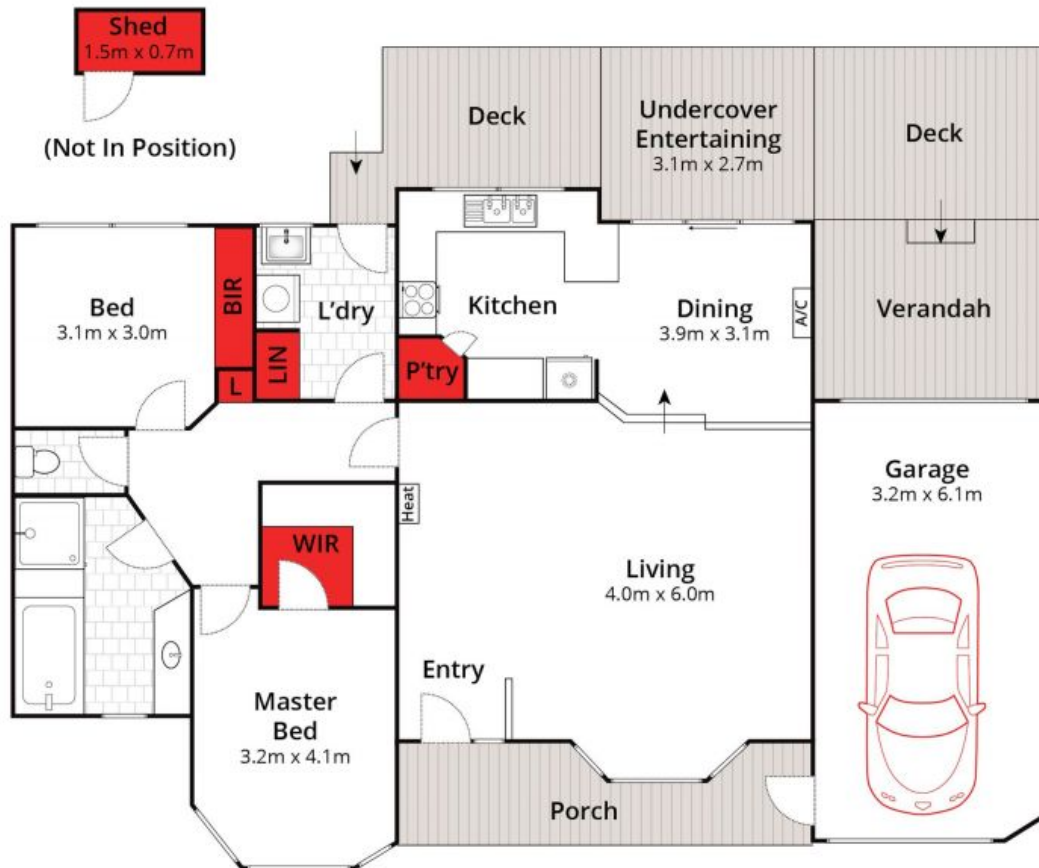 Shed
1.5m x 0.7m
(Not In Position)
Deck
Undercover
Entertaining
3.1m x 2.7m
Deck
Bed
3.1m x 3.0m
BIR
L
LIN
L'dry
Kitchen
P'try
Dining
3.9m x 3.1m
A/C
Verandah
Garage
3.2m x 6.1m
Heat
WIR
Living
4.0m x 6.0m
Entry
Master
Bed
3.2m x 4.1m
Porch